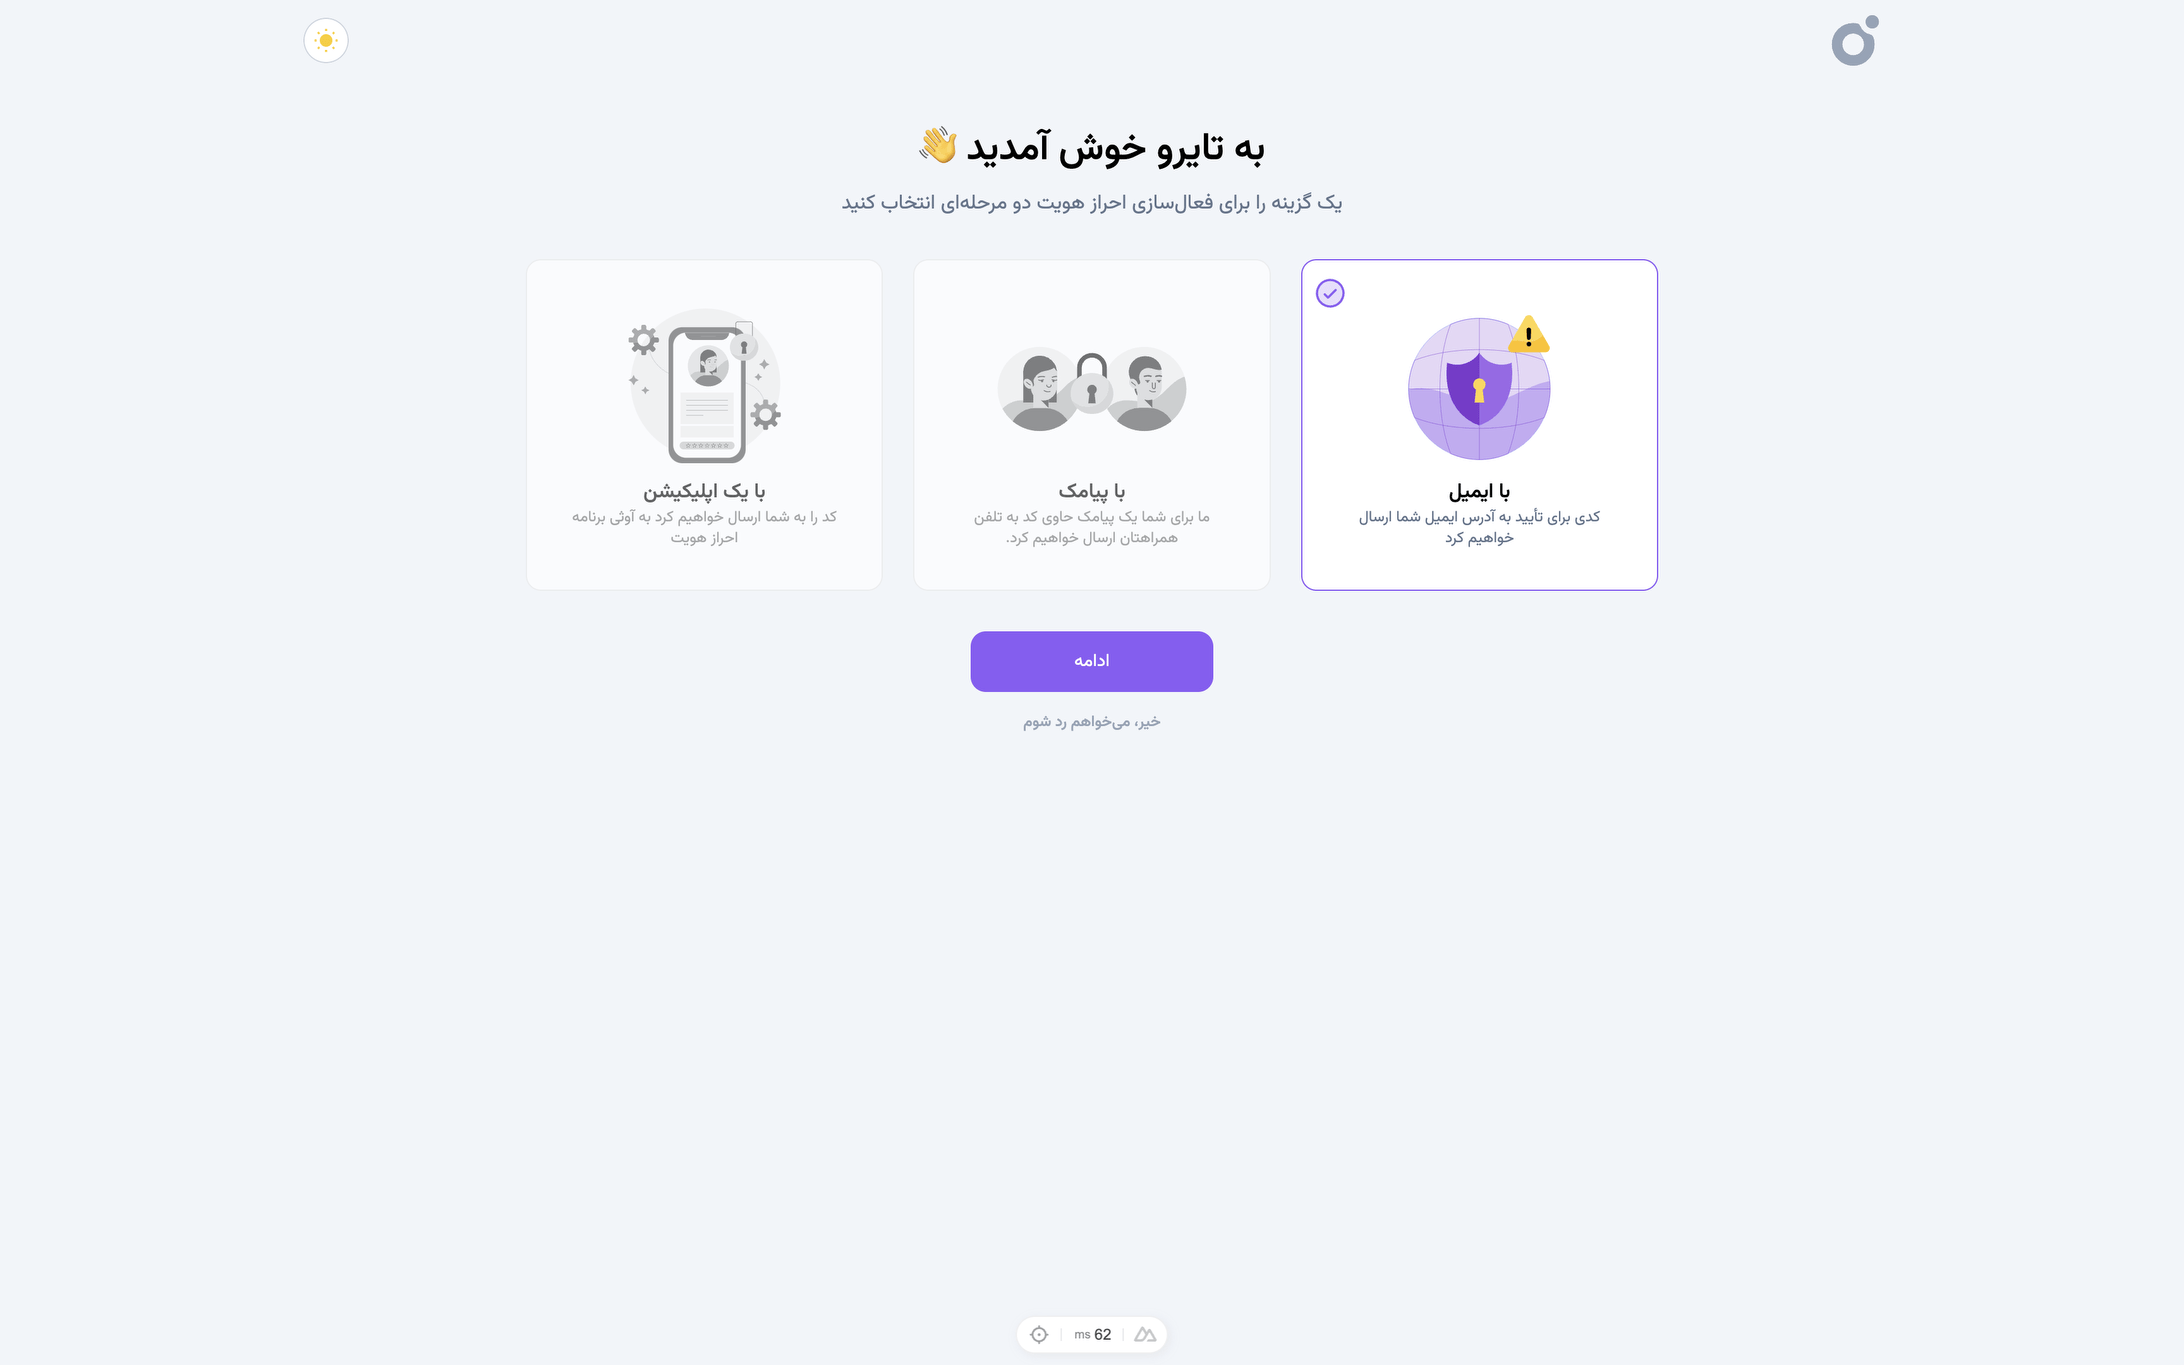 به تایرو خوش آمدید 👋
یک گزینه را برای فعال‌سازی احراز هویت دو مرحله‌ای انتخاب کنید
با ایمیل
کدی برای تأیید به آدرس ایمیل شما ارسال
خواهیم کرد
با پیامک
ما برای شما یک پیامک حاوی کد به تلفن
همراهتان ارسال خواهیم کرد.
با یک اپلیکیشن
کد را به شما ارسال خواهیم کرد به آوثی برنامه
احراز هویت
ادامه
خیر، می‌خواهم رد شوم
62 ms